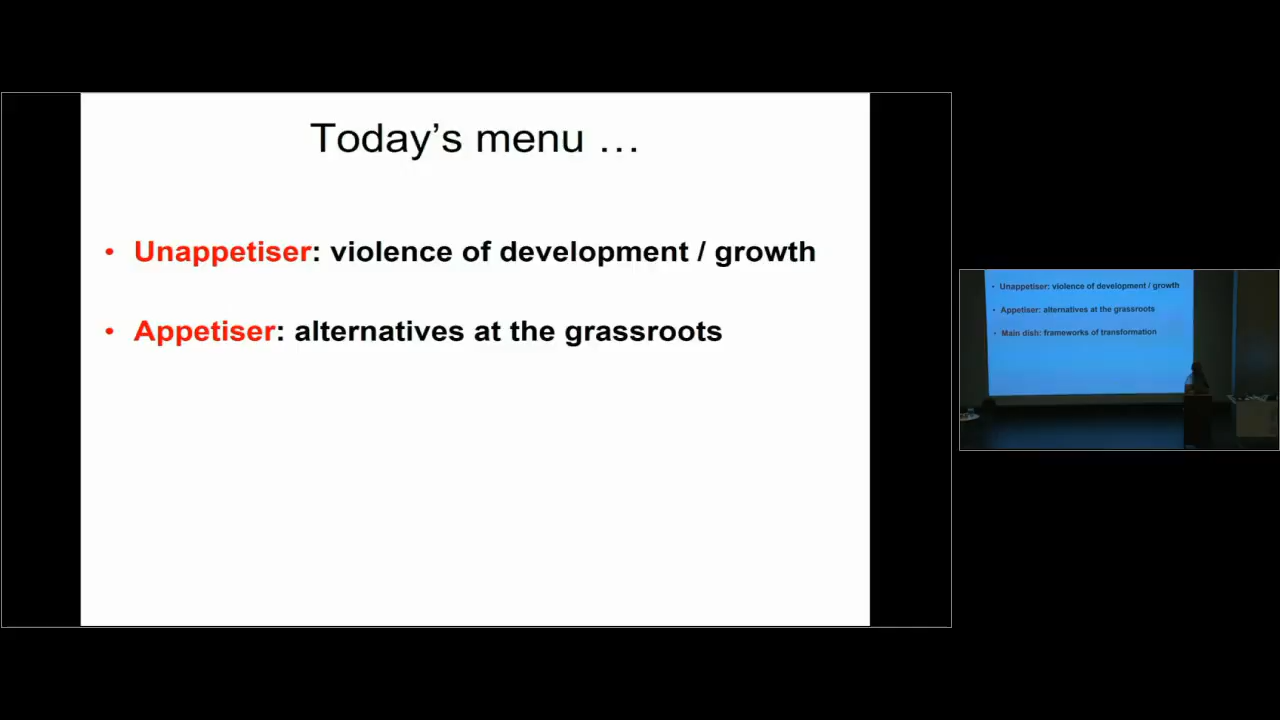 Today’s menu …
• Unappetiser: violence of development / growth
• Appetiser: alternatives at the grassroots
• Unappetiser: violence of development / growth
• Appetiser: alternatives at the grassroots
• Main dish: frameworks of transformation